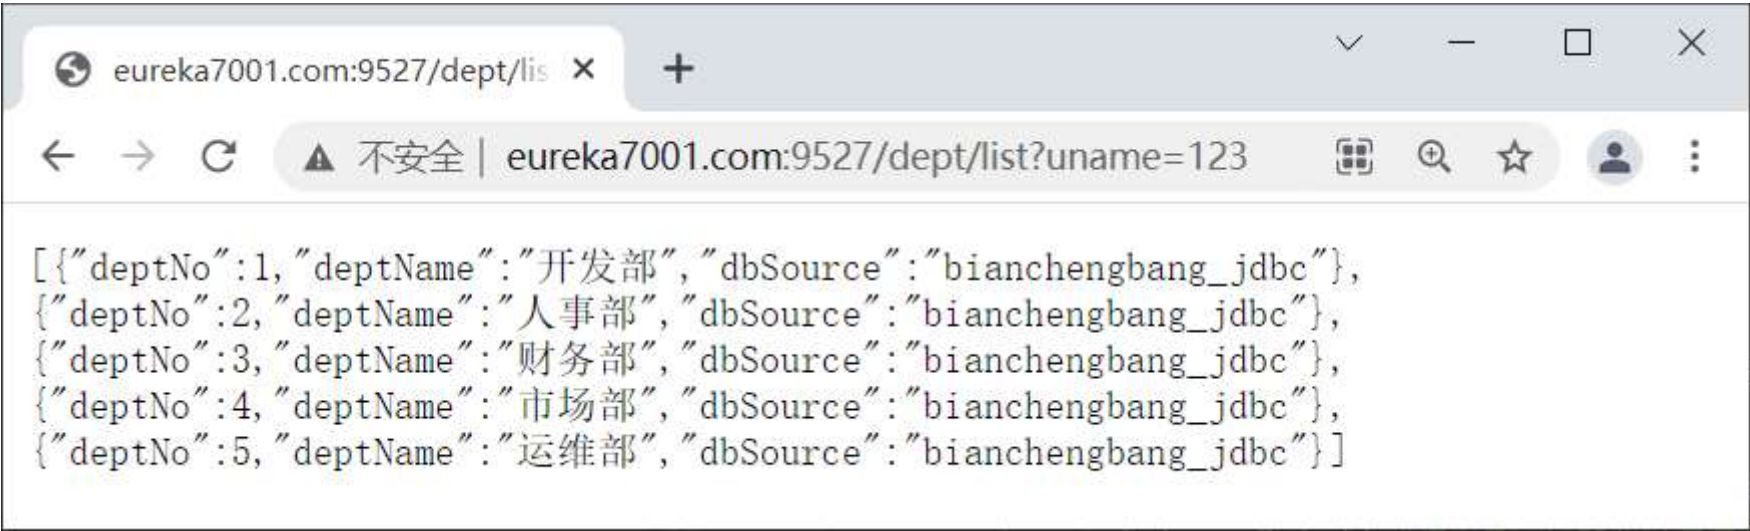 eureka7001.com:9527/dept/lis
不安全 | eureka7001.com:9527/dept/list?uname=123
[{"deptNo":1,"deptName":"开发部","dbSource":"bianchengbang_jdbc"},
{"deptNo":2,"deptName":"人事部","dbSource":"bianchengbang_jdbc"},
{"deptNo":3,"deptName":"财务部","dbSource":"bianchengbang_jdbc"},
{"deptNo":4,"deptName":"市场部","dbSource":"bianchengbang_jdbc"},
{"deptNo":5,"deptName":"运维部","dbSource":"bianchengbang_jdbc"}]